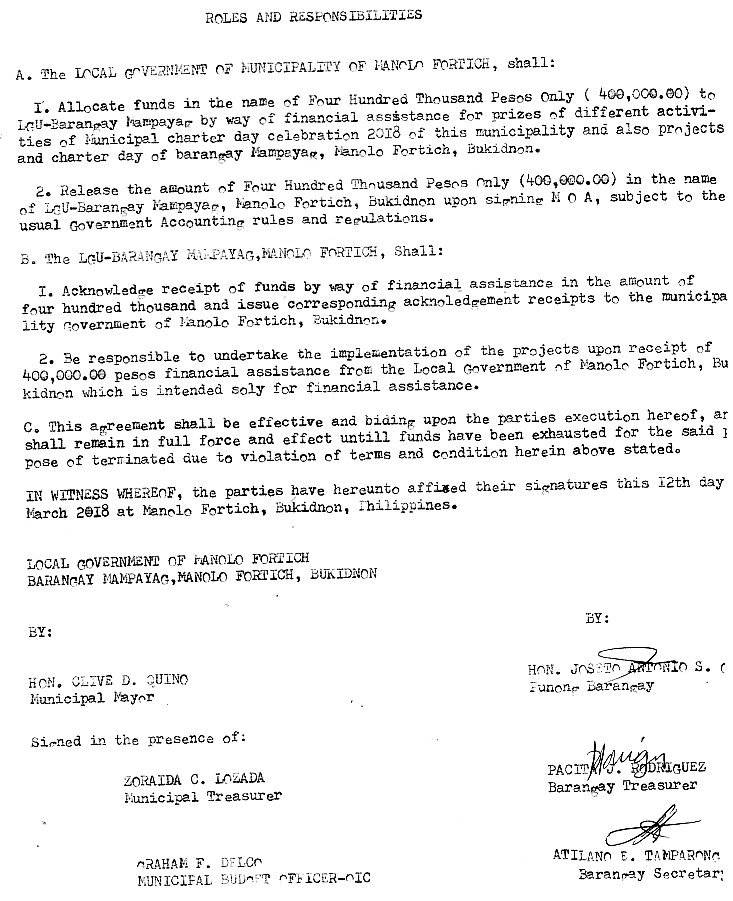 ROLES AND RESPONSIBILITIES
A. The LOCAL GOVERNMENT OF MUNICIPALITY OF MANOLO FORTICH, shall:
I. Allocate funds in the name of Four Hundred Thousand Pesos Only ( 400,000.00) to
LGU-Barangay Mampayag by way of financial assistance for prizes of different activi-
ties of Municipal charter day celebration 2018 of this municipality and also projects
and charter day of barangay Mampayag, Manolo Fortich, Bukidnon.
2. Release the amount of Four Hundred Thousand Pesos Only (400,000.00) in the name
of LGU-Barangay Mampayag, Manolo Fortich, Bukidnon upon signing M O A, subject to the
usual Government Accounting rules and regulations.
B. The LGU-BARANGAY MAMPAYAG,MANOLO FORTICH, Shall:
I. Acknowledge receipt of funds by way of financial assistance in the amount of
four hundred thousand and issue corresponding acknoledgement receipts to the municipa
lity Government of Manolo Fortich, Bukidnon.
2. Be responsible to undertake the implementation of the projects upon receipt of
400,000.00 pesos financial assistance from the Local Government of Manolo Fortich, Bu
kidnon which is intended soly for financial assistance.
C. This agreement shall be effective and biding upon the parties execution hereof,
shall remain in full force and effect untill funds have been exhausted for the said
pose of terminated due to violation of terms and condition herein above stated.
IN WITNESS WHEREOF, the parties have hereunto affixed their signatures this 12th day
March 2018 at Manolo Fortich, Bukidnon, Philippines.
LOCAL GOVERNMENT OF MANOLO FORTICH
BARANGAY MAMPAYAG,MANOLO FORTICH, BUKIDNON
BY:
BY:
HON. CLIVE D. QUINO
Municipal Mayor
HON. JOSETO ANTONIO S.
Punong Barangay
Signed in the presence of:
ZORAIDA C. LOZADA
Municipal Treasurer
PACITA J. RODRIGUEZ
Barangay Treasurer
GRAHAM F. DELCO
MUNICIPAL BUDGET OFFICER-OIC
ATILANO E. TAMPARONG
Barangay Secretary